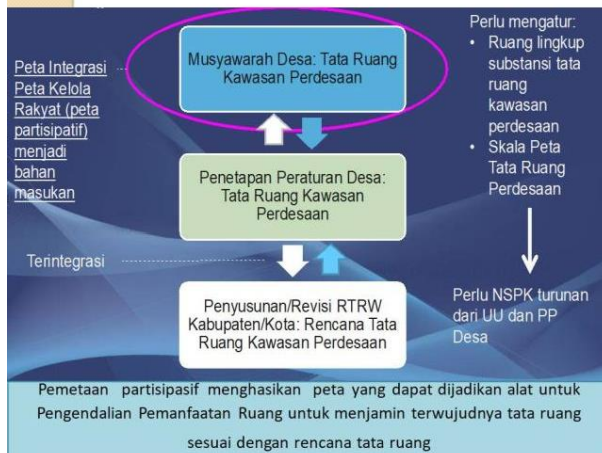 Peta Integrasi
Peta Kelola
Rakyat (peta
partisipatif)
menjadi
bahan
masukan
Musyawarah Desa: Tata Ruang
Kawasan Perdesaan
Penetapan Peraturan Desa:
Tata Ruang Kawasan
Perdesaan
Terintegrasi
Penyusunan/Revisi RTRW
Kabupaten/Kota: Rencana Tata
Ruang Kawasan Perdesaan
Perlu mengatur:
• Ruang lingkup
substansi tata
ruang
kawasan
perdesaan
• Skala Peta
Tata Ruang
Perdesaan
Perlu NSPK turunan
dari UU dan PP
Desa
Pemetaan partisipasif menghasikan peta yang dapat dijadikan alat untuk
Pengendalian Pemanfaatan Ruang untuk menjamin terwujudnya tata ruang
sesuai dengan rencana tata ruang